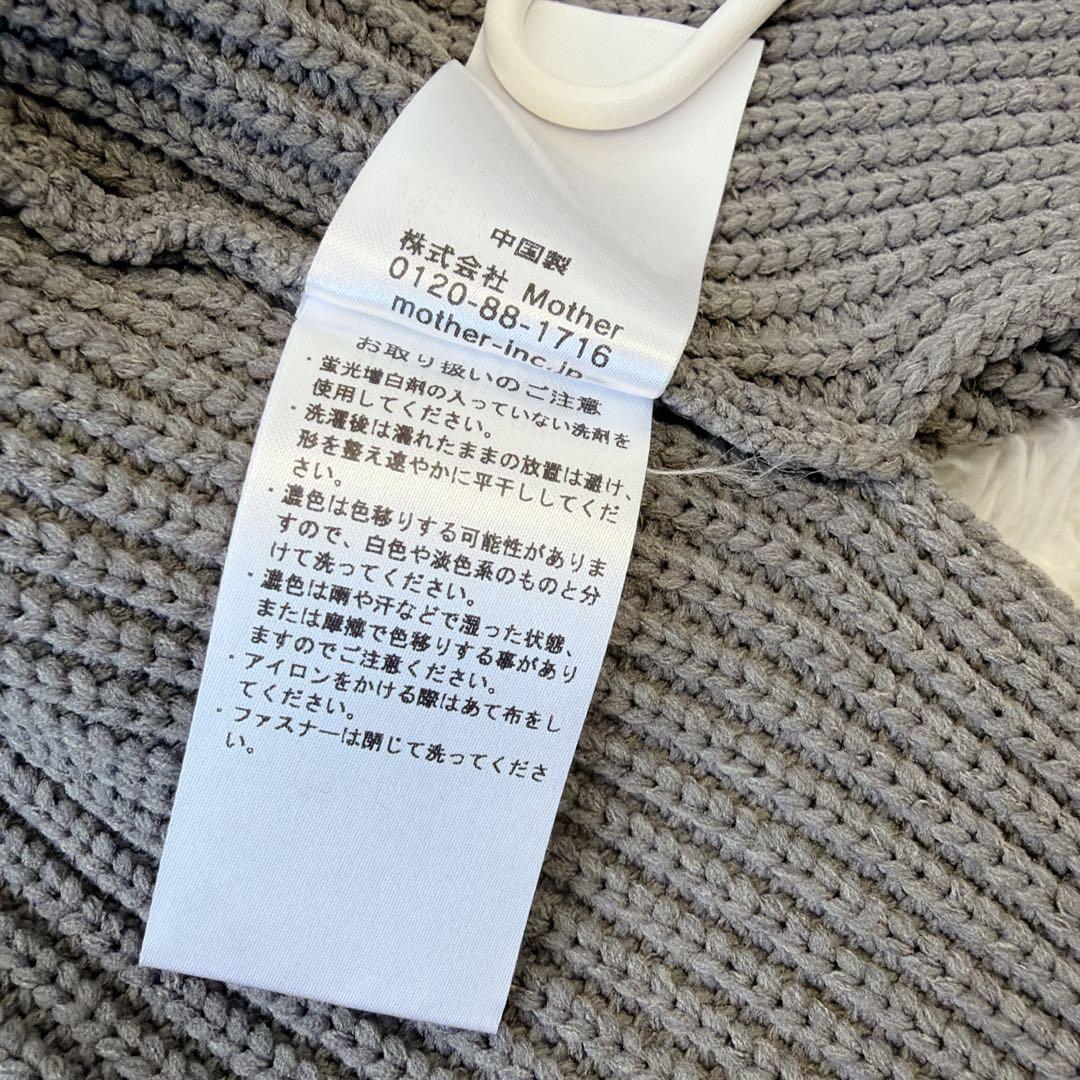 中国製
株式会社 Mother
0120-88-1716
mother-inc.jp
お取り扱いのご注意
・蛍光増白剤の入っていない洗剤を
使用してください。
・洗濯後は濡れたままの放置は避け、
形を整え速やかに平干ししてくだ
さい。
・濃色は色移りする可能性がありま
すので、白色や淡色系のものと分
けて洗ってください。
・濃色は雨や汗などで湿った状態、
または摩擦で色移りする事があり
ますのでご注意ください。
・アイロンをかける際はあて布をし
てください。
・ファスナーは閉じて洗ってくださ
い。